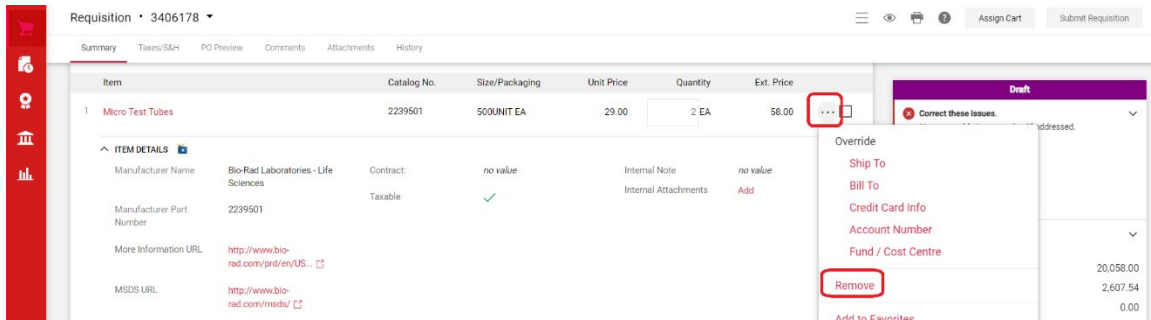 Requisition • 3406178
Assign Cart
Submit Requisition
Summary
Taxes/S&H
PO Preview
Comments
Attachments
History
Item Catalog No. Size/Packaging Unit Price Quantity Ext. Price
1 Micro Test Tubes 2239501 500UNIT EA 29.00 2 EA 58.00 ...
ITEM DETAILS
Manufacturer Name Bio-Rad Laboratories - Life
Sciences
Manufacturer Part
Number
2239501
More Information URL http://www.bio-
rad.com/prd/en/US...
MSDS URL http://www.bio-
rad.com/msds/
Contract: no value
Taxable
Internal Note no value
Internal Attachments Add
Override
Ship To
Bill To
Credit Card Info
Account Number
Fund / Cost Centre
Remove
Add to Favorites
Draft
Correct these issues.
addressed.
20,058.00
2,607.54
0.00